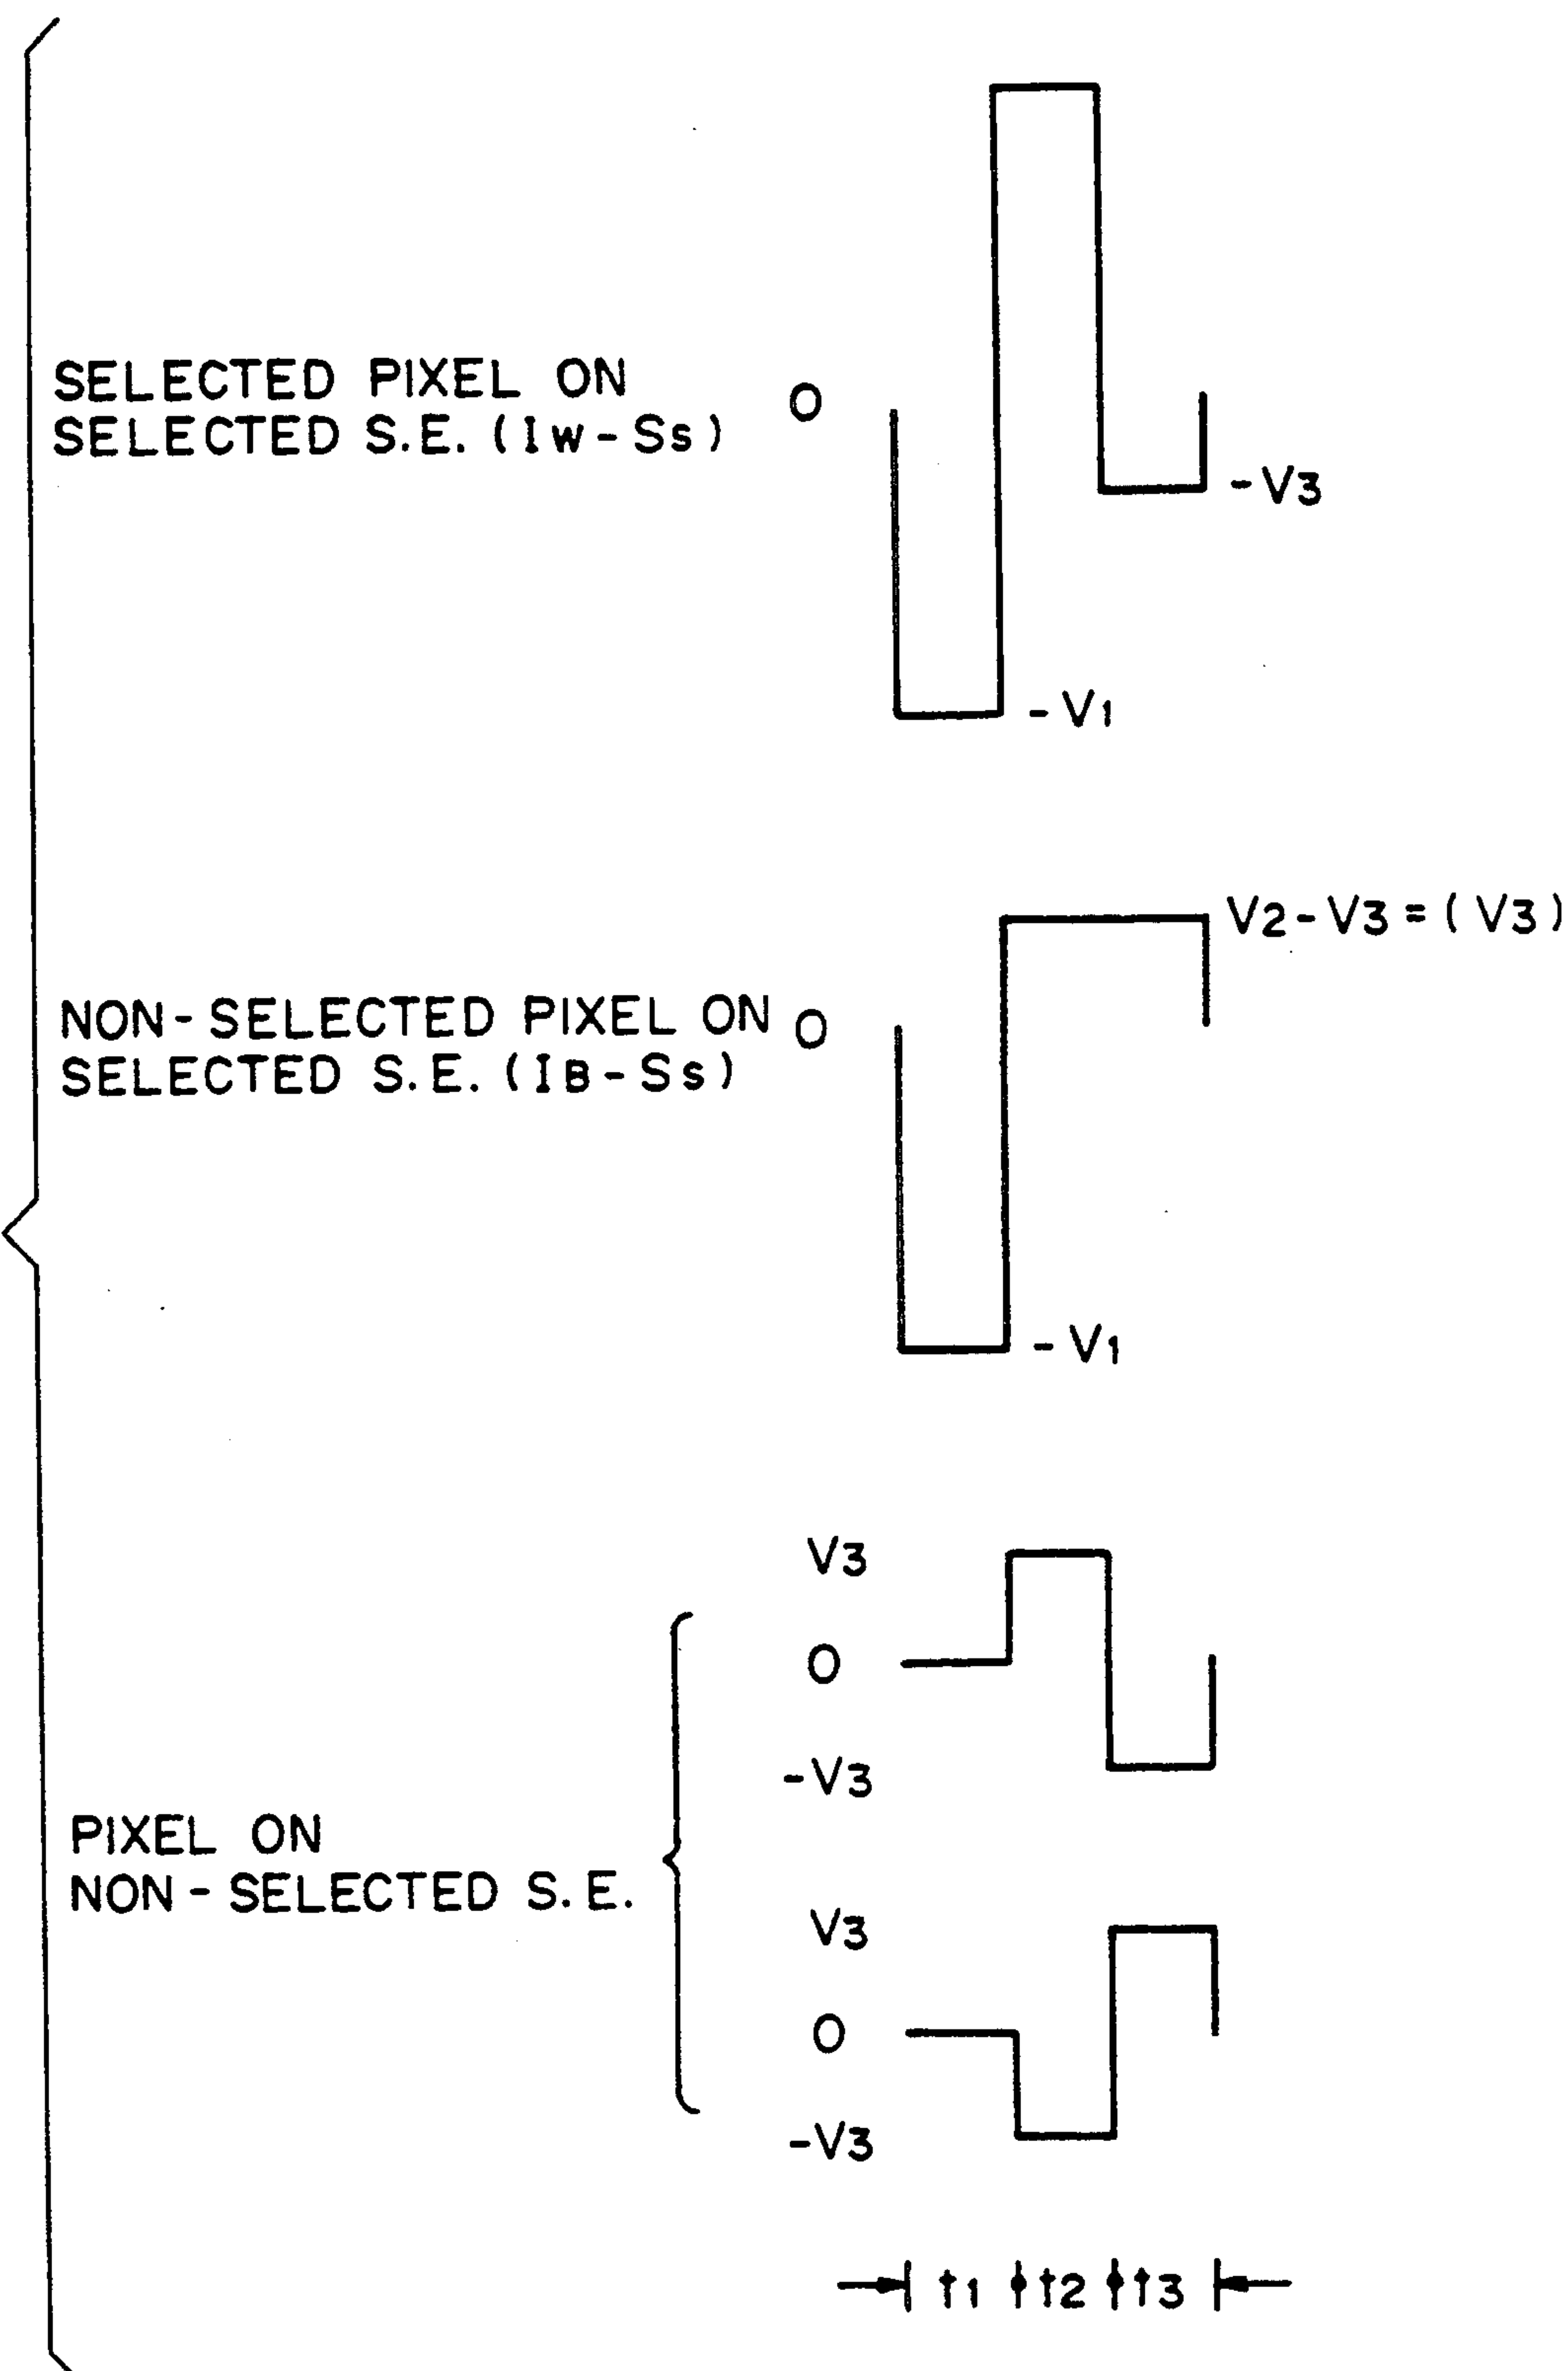 SELECTED PIXEL ON
SELECTED S.E. (IW-SS)
0
-V3
-V1
V2-V3=(V3)
NON-SELECTED PIXEL ON
SELECTED S.E. (IB-SS)
0
-V1
V3
0
-V3
PIXEL ON
NON-SELECTED S.E.
V3
0
-V3
t1 t2 t3